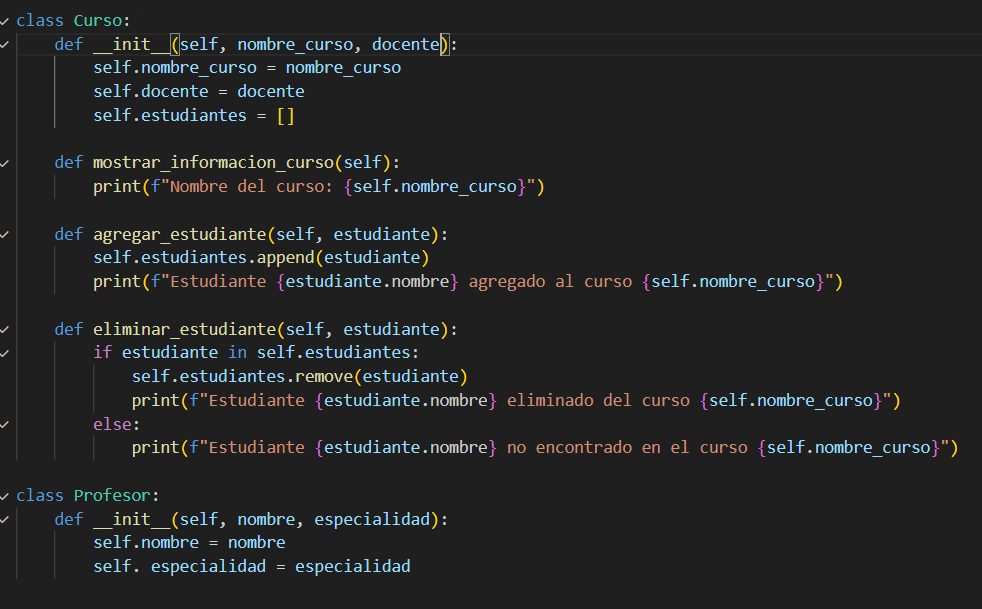 class Curso:
    def __init__(self, nombre_curso, docente):
        self.nombre_curso = nombre_curso
        self.docente = docente
        self.estudiantes = []

    def mostrar_informacion_curso(self):
        print(f"Nombre del curso: {self.nombre_curso}")

    def agregar_estudiante(self, estudiante):
        self.estudiantes.append(estudiante)
        print(f"Estudiante {estudiante.nombre} agregado al curso {self.nombre_curso}")

    def eliminar_estudiante(self, estudiante):
        if estudiante in self.estudiantes:
            self.estudiantes.remove(estudiante)
            print(f"Estudiante {estudiante.nombre} eliminado del curso {self.nombre_curso}")
        else:
            print(f"Estudiante {estudiante.nombre} no encontrado en el curso {self.nombre_curso}")

class Profesor:
    def __init__(self, nombre, especialidad):
        self.nombre = nombre
        self. especialidad = especialidad